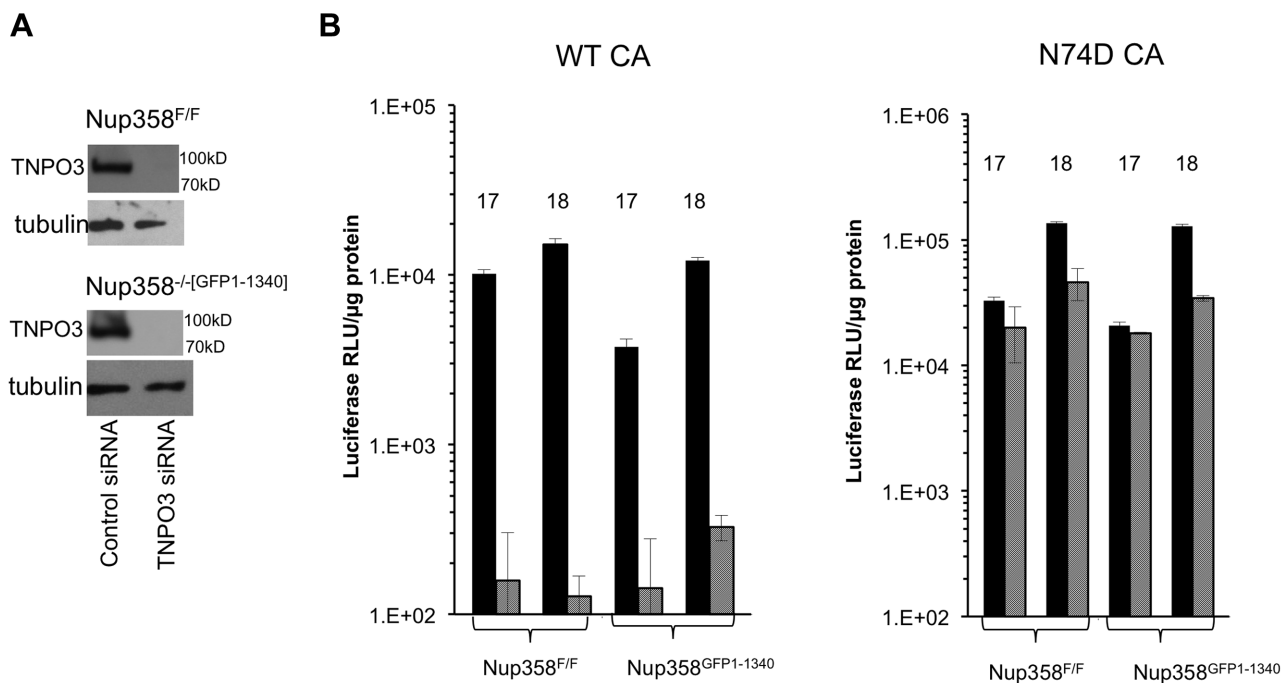 A
Nup358F/F
TNPO3
100kD
70kD
tubulin
Nup358-/-[GFP1-1340]
TNPO3
100kD
70kD
tubulin
Control siRNA
TNPO3 siRNA
B
WT CA
Luciferase RLU/µg protein
1.E+05
1.E+04
1.E+03
1.E+02
17
18
17
18
Nup358F/F
Nup358GFP1-1340
N74D CA
Luciferase RLU/µg protein
1.E+06
1.E+05
1.E+04
1.E+03
1.E+02
17
18
17
18
Nup358F/F
Nup358GFP1-1340